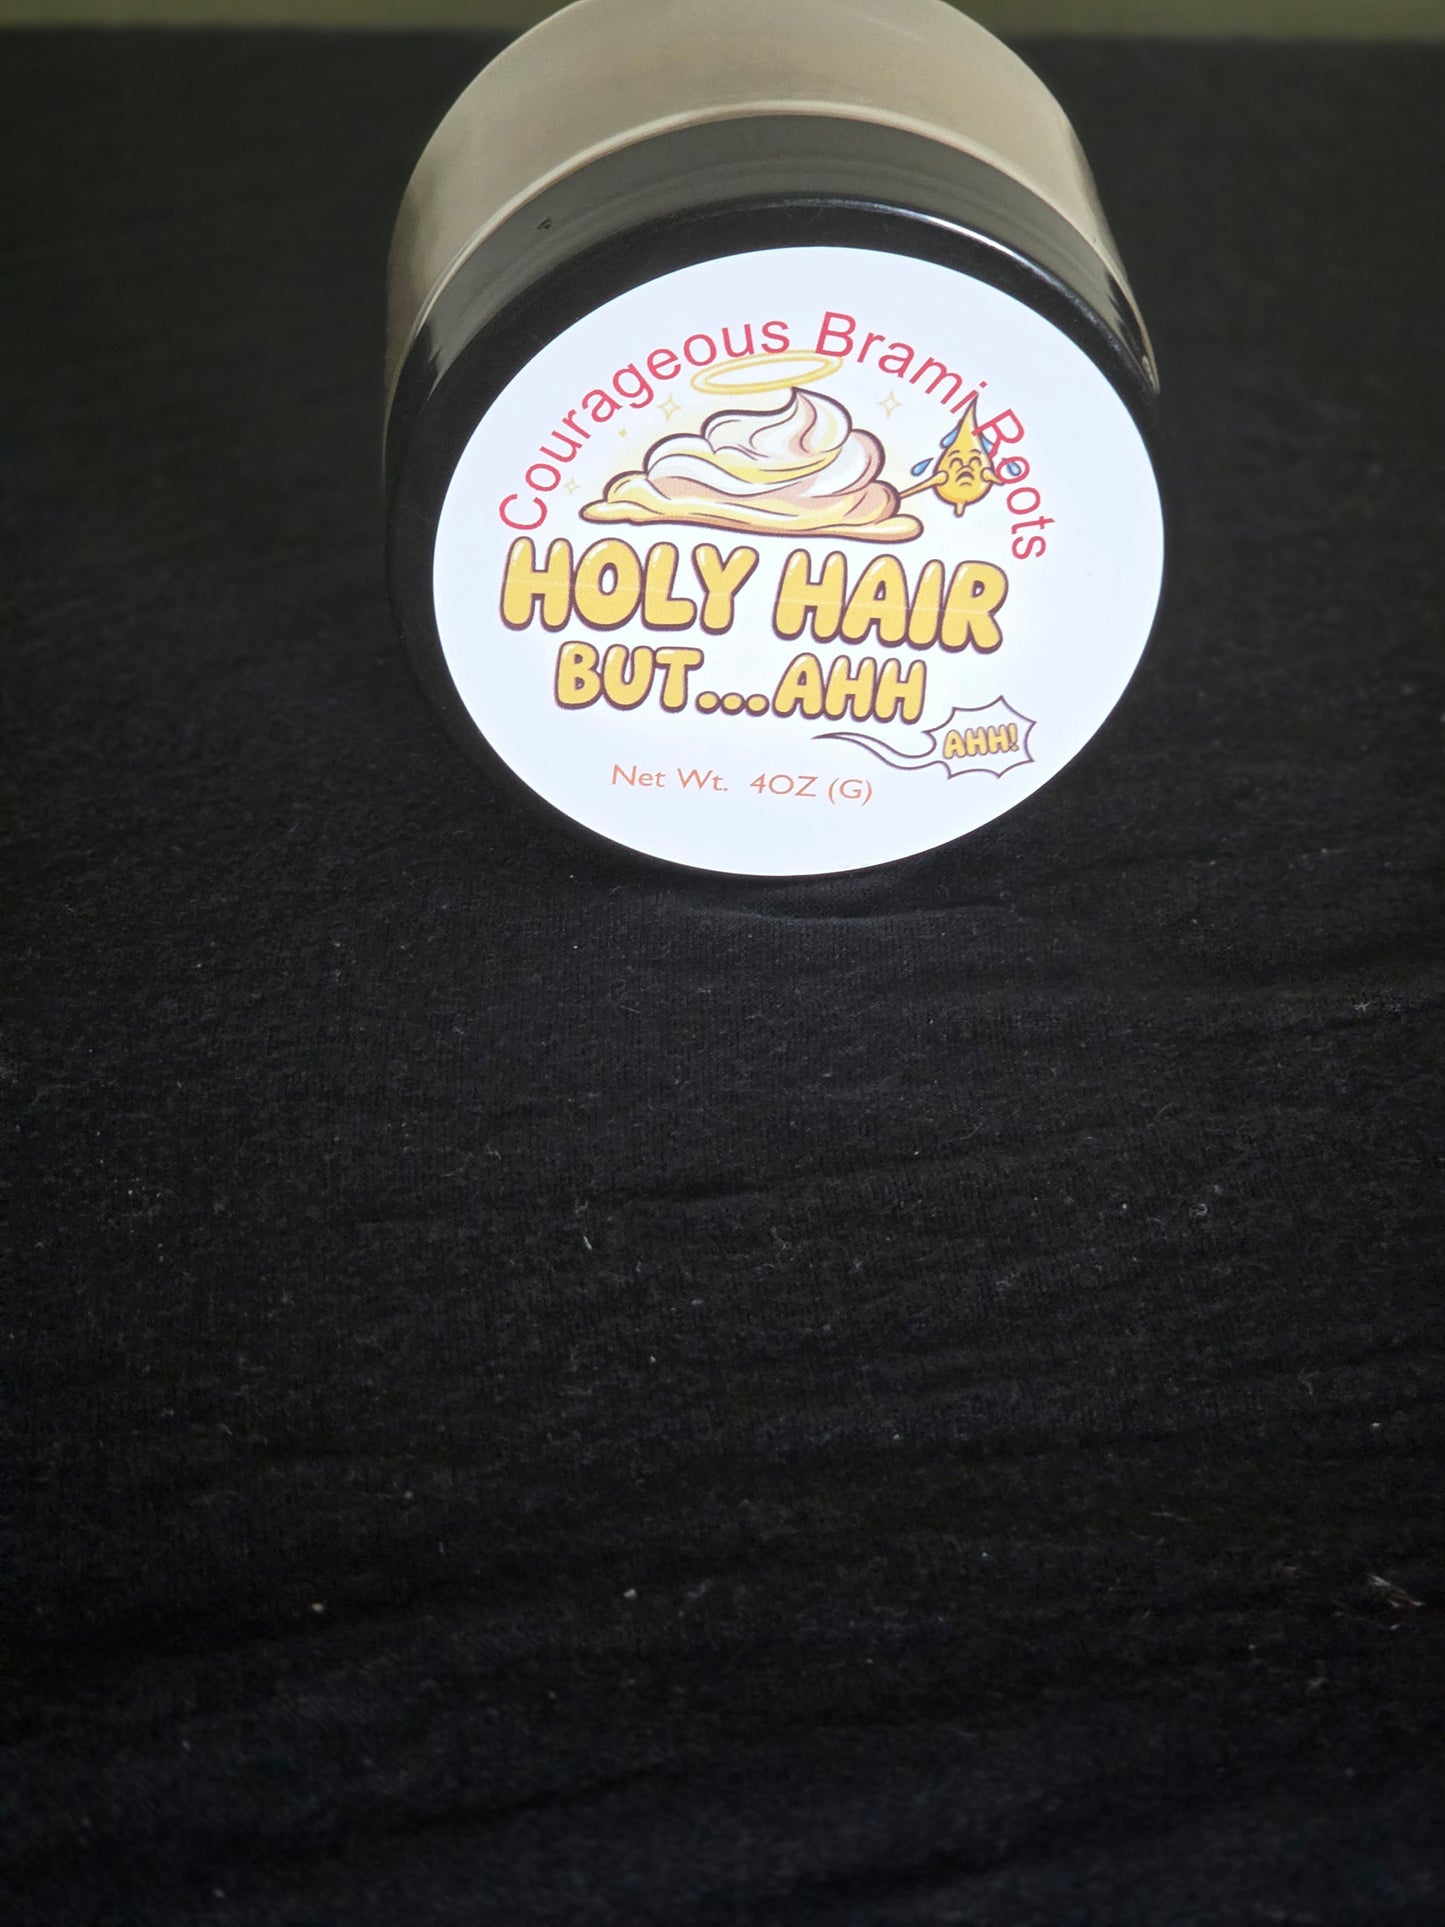 Courageous Brami Roots
HOLY HAIR
BUT...AHH
AHH!
Net Wt. 4OZ (G)